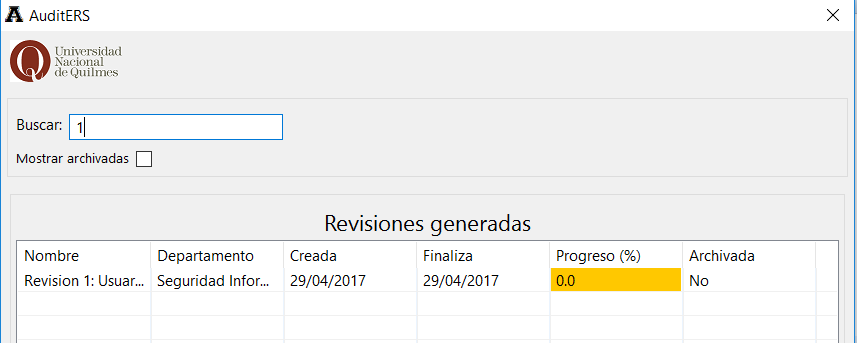 AuditERS
Universidad
Nacional
de Quilmes
Buscar: 1
Mostrar archivadas
Revisiones generadas
Nombre Departamento Creada Finaliza Progreso (%) Archivada
Revision 1: Usuar... Seguridad Infor... 29/04/2017 29/04/2017 0.0 No